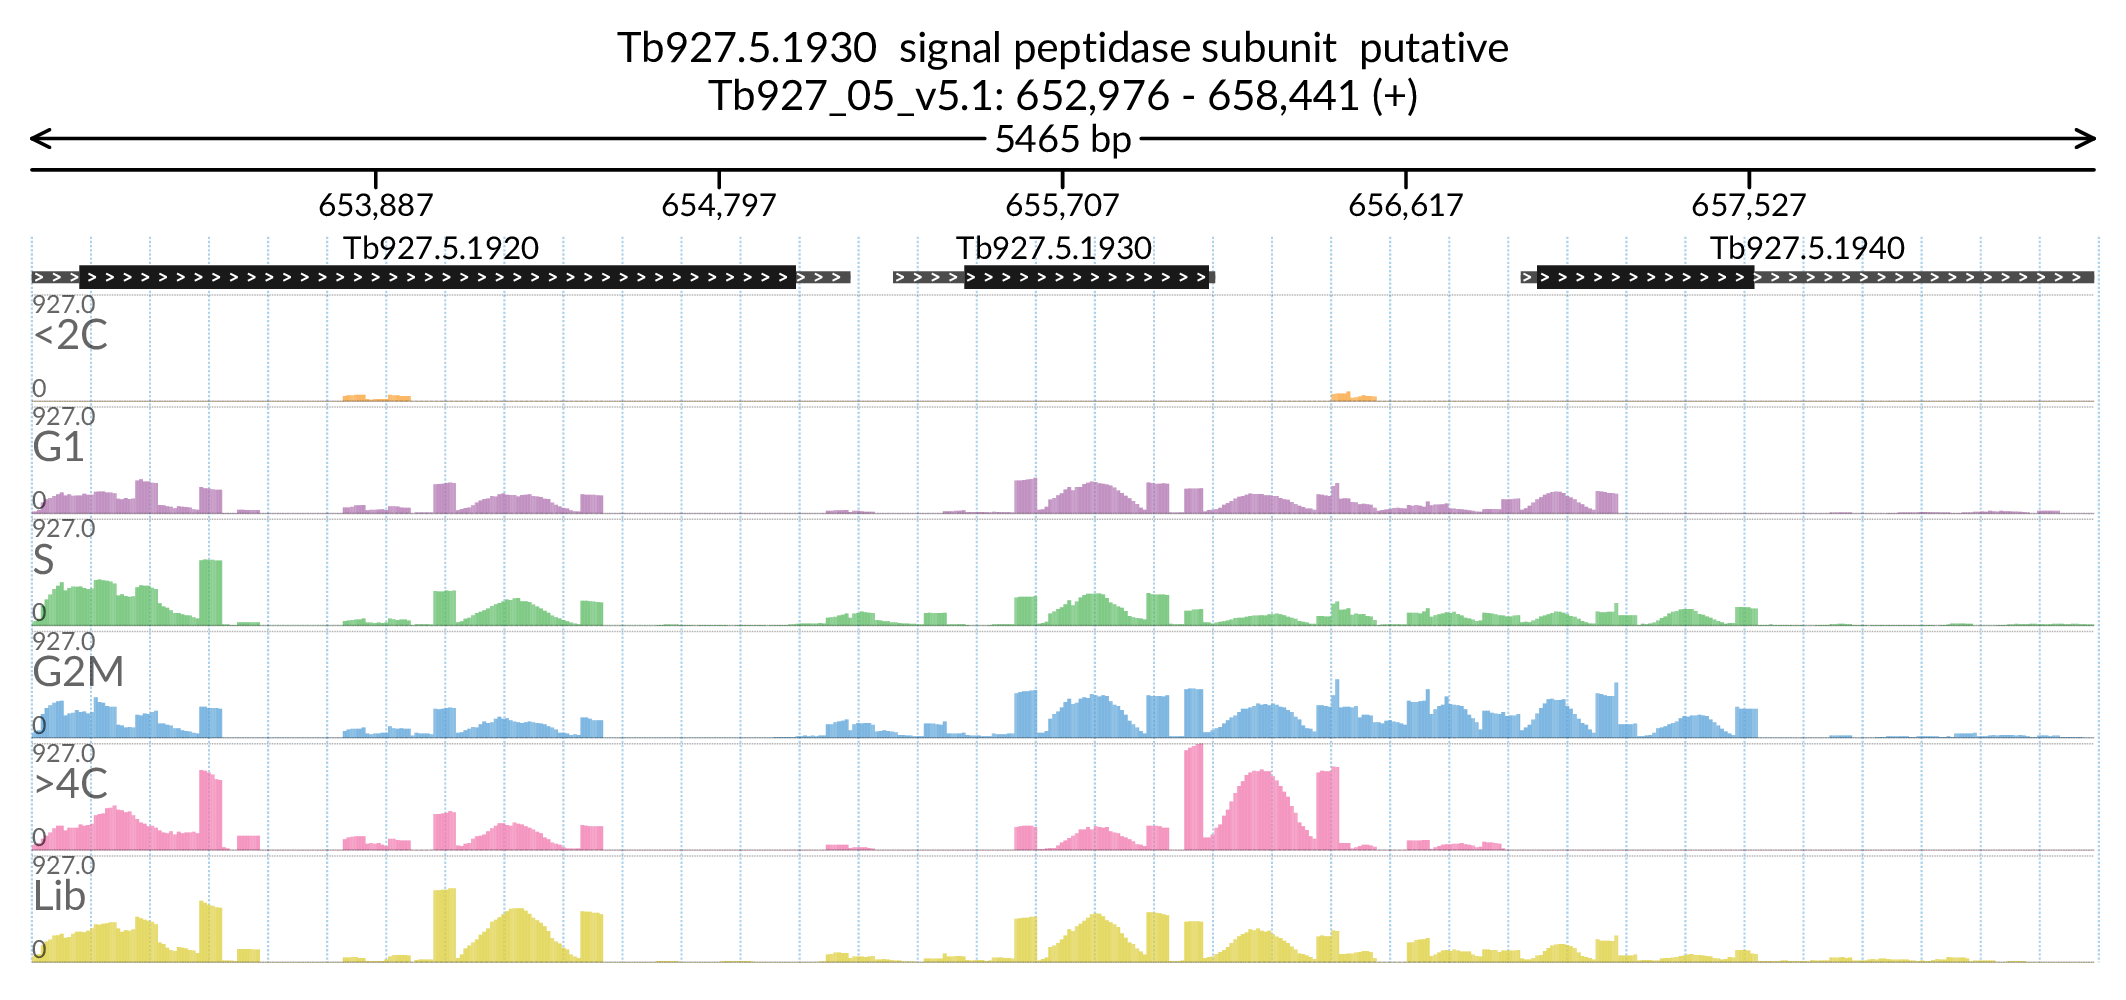 Tb927.5.1930  signal peptidase subunit  putative
Tb927_05_v5.1: 652,976 - 658,441 (+)
5465 bp
653,887 654,797 655,707 656,617 657,527
Tb927.5.1920 Tb927.5.1930 Tb927.5.1940
927.0
<2C
0
927.0
G1
0
927.0
S
0
927.0
G2M
0
927.0
>4C
0
927.0
Lib
0